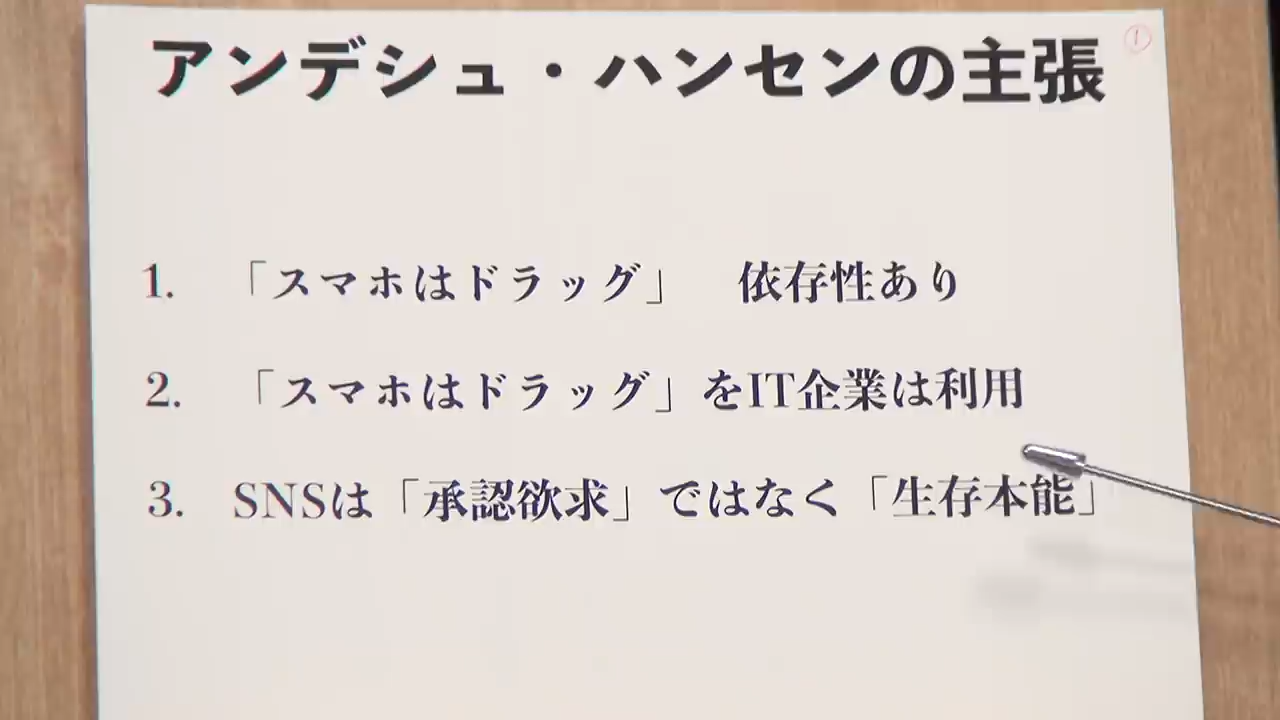 アンデシュ・ハンセンの主張
①
1. 「スマホはドラッグ」 依存性あり
2. 「スマホはドラッグ」をIT企業は利用
3. SNSは「承認欲求」ではなく「生存本能」